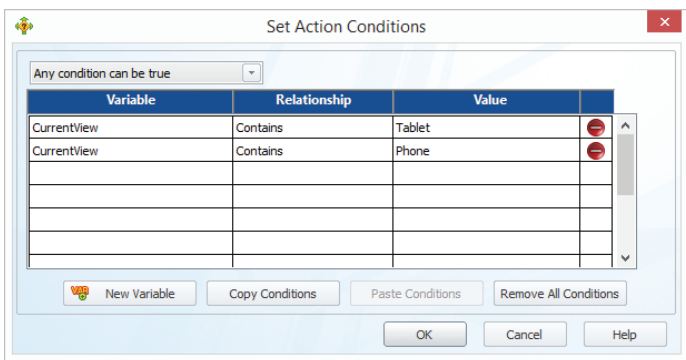 Set Action Conditions
Any condition can be true
Variable Relationship Value
CurrentView Contains Tablet
CurrentView Contains Phone
VAR New Variable Copy Conditions Paste Conditions Remove All Conditions
OK Cancel Help